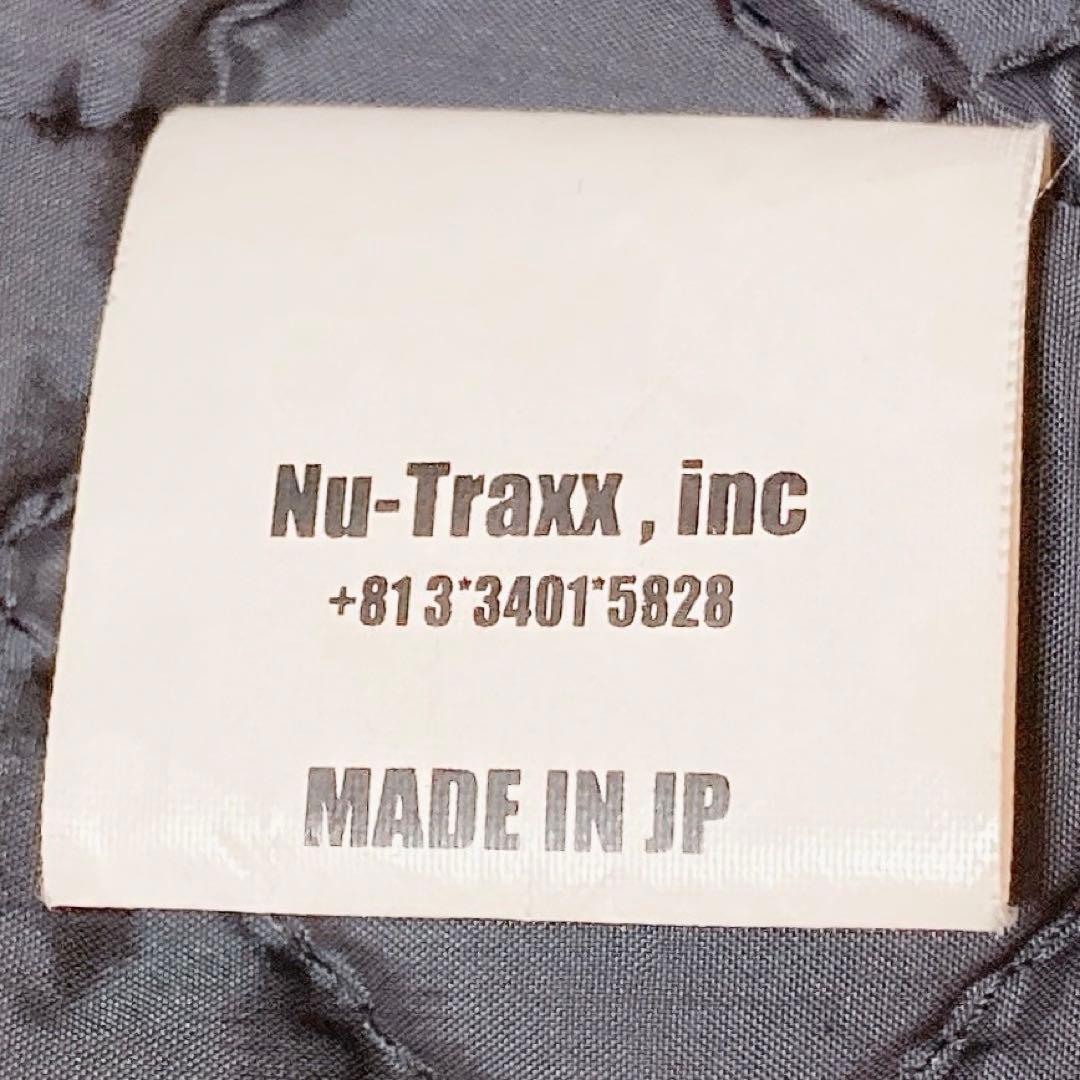 Nu-Traxx , inc
+81 3*3401*5828
MADE IN JP